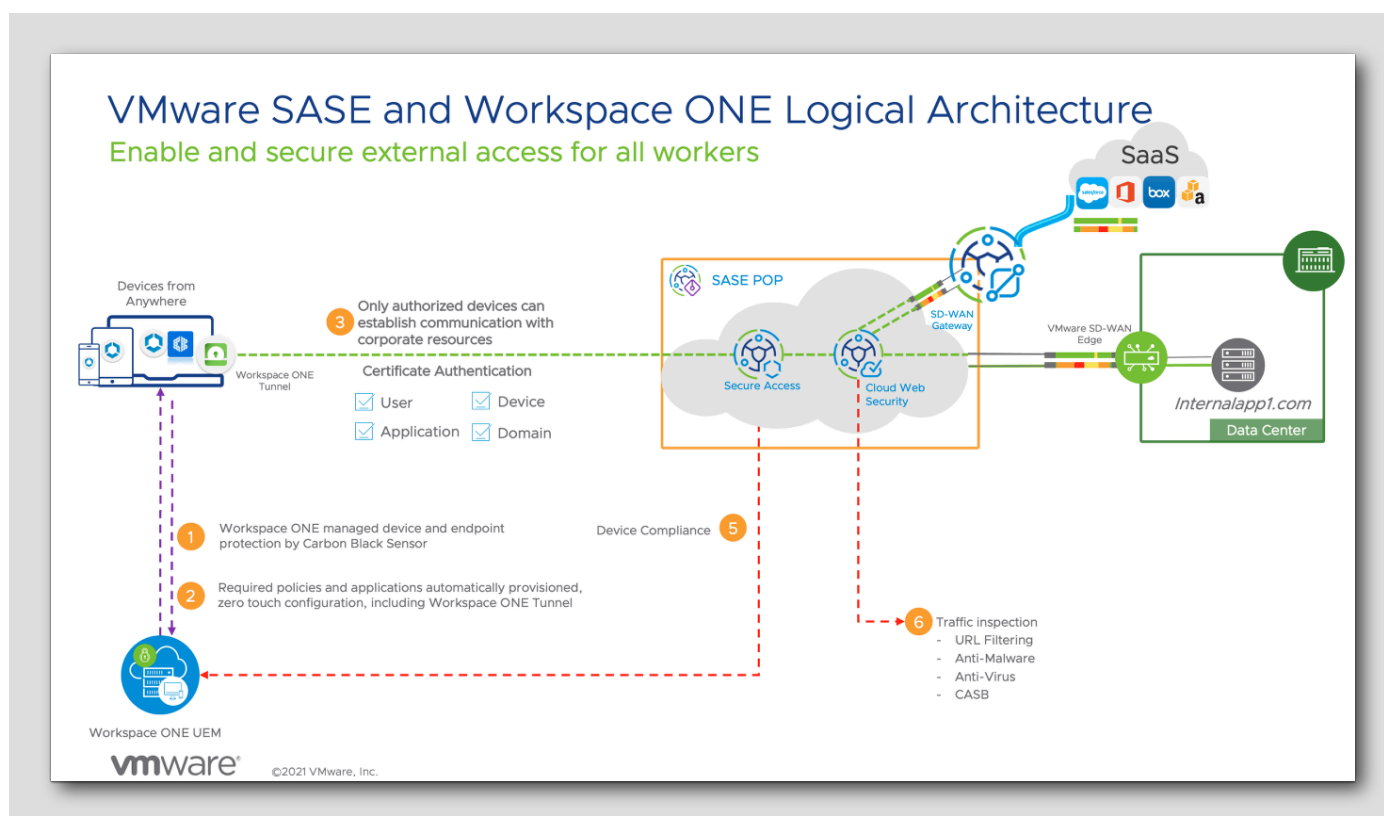 VMware SASE and Workspace ONE Logical Architecture
Enable and secure external access for all workers
SaaS
salesforce
box
a
Devices from
Anywhere
Workspace ONE
Tunnel
3
Only authorized devices can
establish communication with
corporate resources
Certificate Authentication
User
Device
Application
Domain
SASE POP
Secure Access
Cloud Web
Security
SD-WAN
Gateway
VMware SD-WAN
Edge
Internalapp1.com
Data Center
1
Workspace ONE managed device and endpoint
protection by Carbon Black Sensor
2
Required policies and applications automatically provisioned,
zero touch configuration, including Workspace ONE Tunnel
Device Compliance
5
6
Traffic inspection
- URL Filtering
- Anti-Malware
- Anti-Virus
- CASB
Workspace ONE UEM
vmware®
©2021 VMware, Inc.